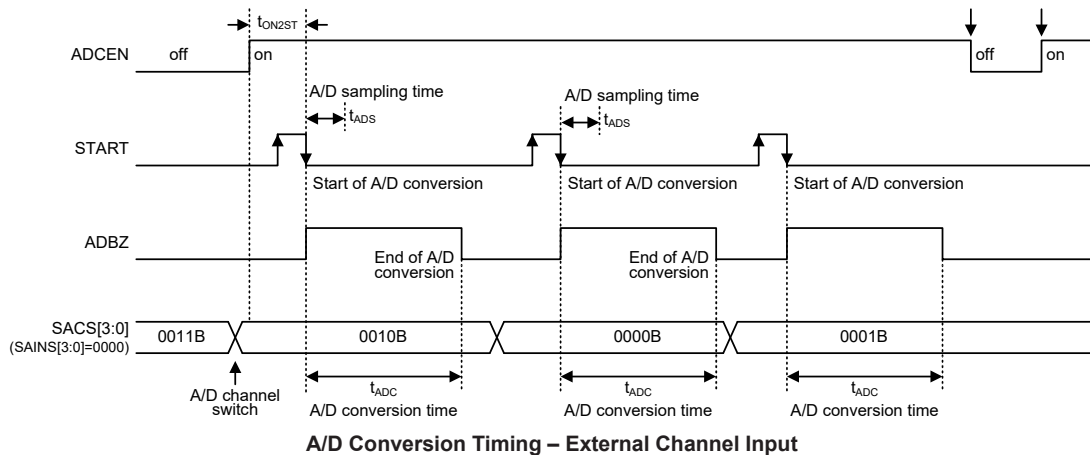 tON2ST
ADCEN
off
on
off
on
A/D sampling time
tADS
A/D sampling time
tADS
START
Start of A/D conversion
Start of A/D conversion
Start of A/D conversion
ADBZ
End of A/D
conversion
End of A/D
conversion
SACS[3:0]
(SAINS[3:0]=0000)
0011B
0010B
0000B
0001B
A/D channel
switch
tADC
A/D conversion time
tADC
A/D conversion time
tADC
A/D conversion time
A/D Conversion Timing – External Channel Input